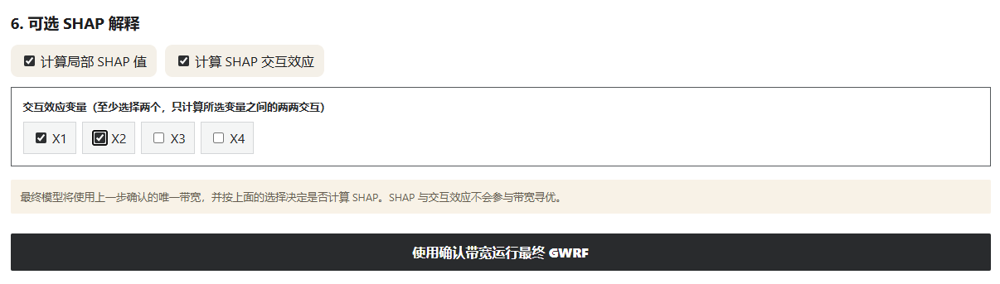 6. 可选 SHAP 解释
计算局部 SHAP 值 计算 SHAP 交互效应
交互效应变量（至少选择两个，只计算所选变量之间的两两交互）
X1 X2 X3 X4
最终模型将使用上一步确认的唯一带宽，并按上面的选择决定是否计算 SHAP。SHAP 与交互效应不会参与带宽寻优。
使用确认带宽运行最终 GWRF